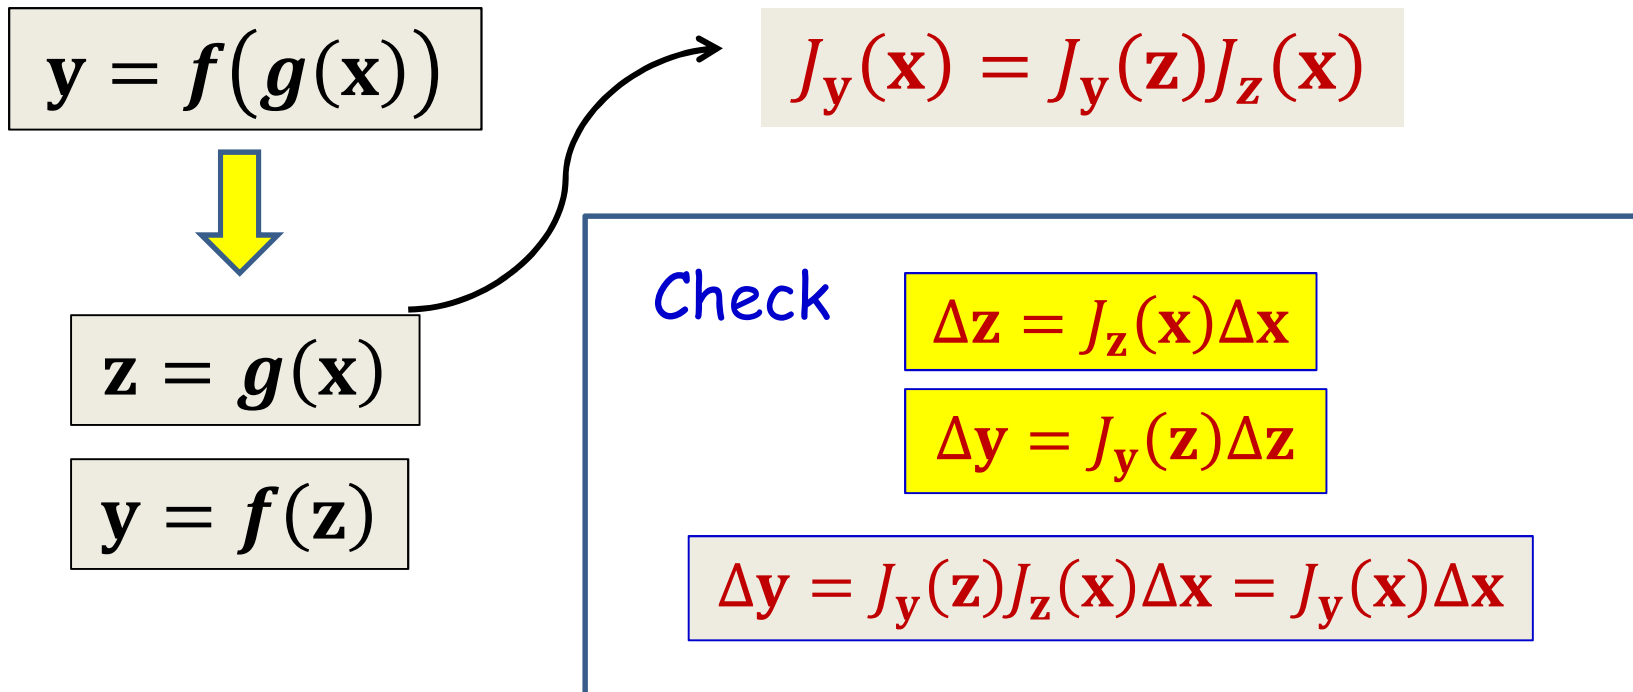 𝐲 = 𝒇(𝒈(𝐱))
𝐳 = 𝒈(𝐱)
𝐲 = 𝒇(𝐳)
𝐽_𝐲(𝐱) = 𝐽_𝐲(𝐳)𝐽_𝒛(𝐱)
Check
Δ𝐳 = 𝐽_𝐳(𝐱)Δ𝐱
Δ𝐲 = 𝐽_𝐲(𝐳)Δ𝐳
Δ𝐲 = 𝐽_𝐲(𝐳)𝐽_𝐳(𝐱)Δ𝐱 = 𝐽_𝐲(𝐱)Δ𝐱